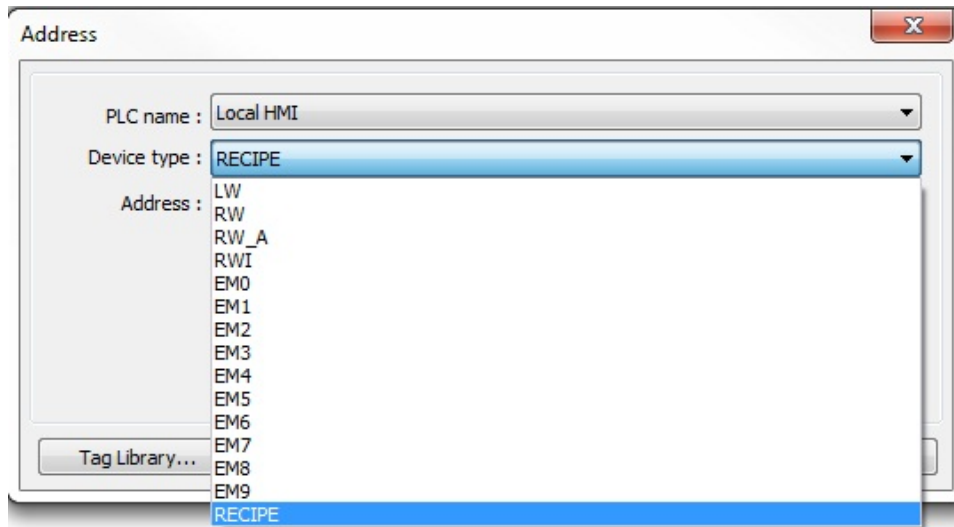 Address
PLC name : Local HMI
Device type : RECIPE
Address :
LW
RW
RW_A
RWI
EM0
EM1
EM2
EM3
EM4
EM5
EM6
EM7
EM8
EM9
RECIPE
Tag Library...